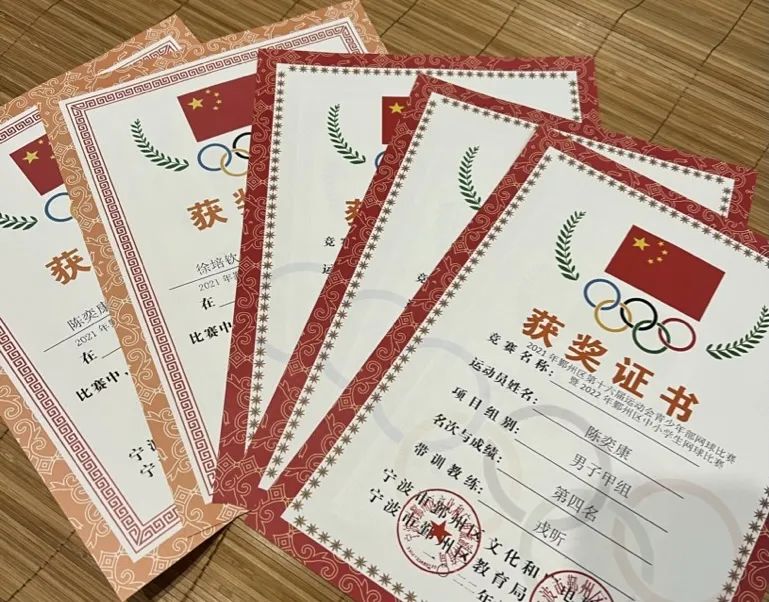 获
陈奕康
2021年
在
比赛中
宁
宁
获奖
徐培钦
2021年鄞
在
比赛中
获
竞
运
竞
获奖证书
竞赛名称:
2021年鄞州区第十六届运动会青少年部网球比赛
暨2022年鄞州区中小学生网球比赛
运动员姓名: 陈奕康
项目组别: 男子甲组
名次与成绩: 第四名
带训教练: 戎昕
宁波市鄞州区文化和
宁波市鄞州区教育局